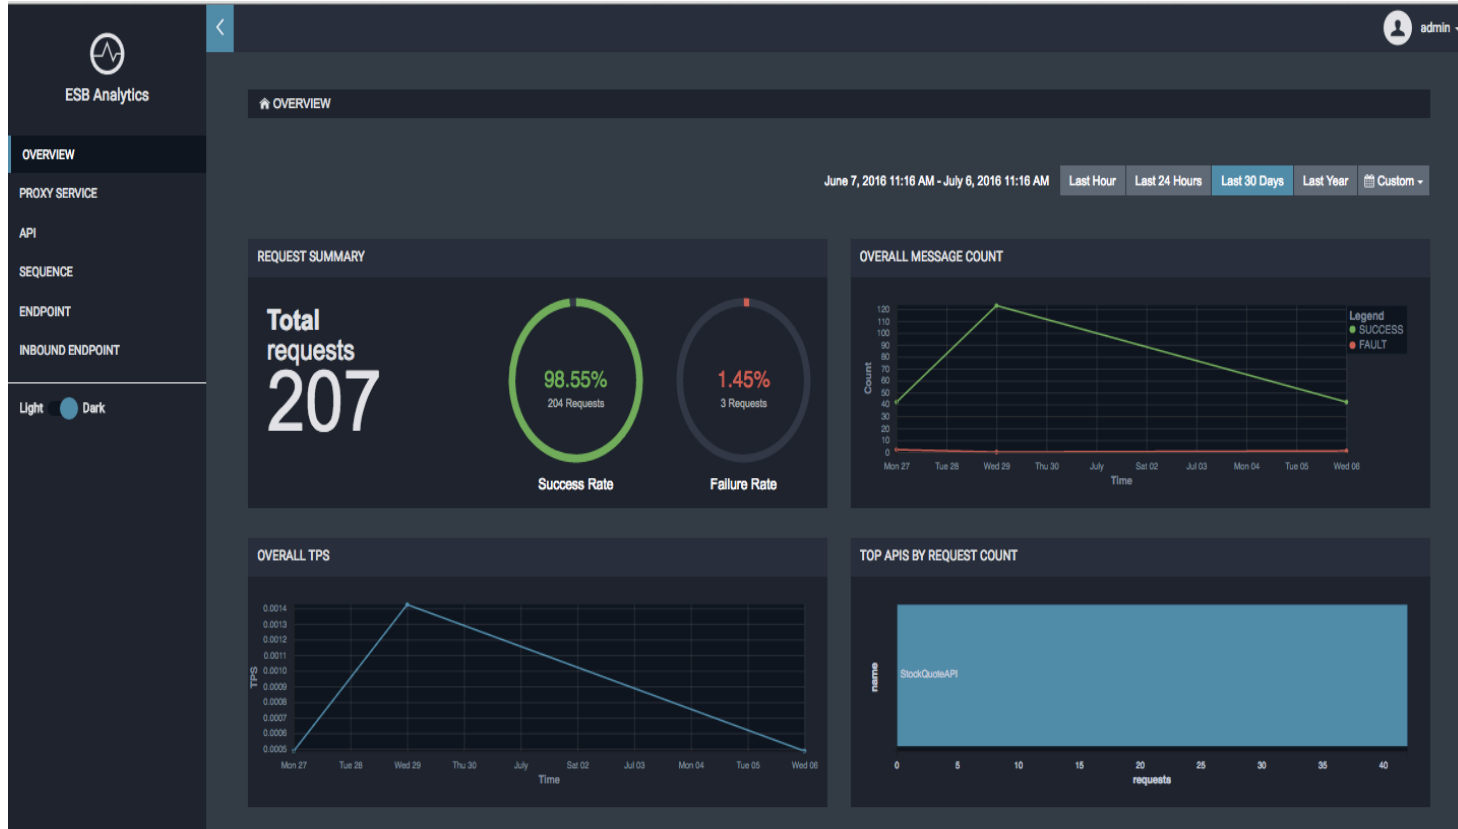 ESB Analytics
OVERVIEW
PROXY SERVICE
API
SEQUENCE
ENDPOINT
INBOUND ENDPOINT
Light Dark
admin
OVERVIEW
June 7, 2016 11:16 AM - July 6, 2016 11:16 AM Last Hour Last 24 Hours Last 30 Days Last Year Custom
REQUEST SUMMARY
Total
requests
207
98.55%
204 Requests
Success Rate
1.45%
3 Requests
Failure Rate
OVERALL MESSAGE COUNT
120
110
100
90
80
70
60
50
40
30
20
10
0
Count
Mon 27 Tue 28 Wed 29 Thu 30 July Sat 02 Jul 03 Mon 04 Tue 05 Wed 06
Time
Legend
SUCCESS
FAULT
OVERALL TPS
0.0014
0.0013
0.0012
0.0011
0.0010
0.0009
0.0008
0.0007
0.0006
0.0005
TPS
Mon 27 Tue 28 Wed 29 Thu 30 July Sat 02 Jul 03 Mon 04 Tue 05 Wed 06
Time
TOP APIS BY REQUEST COUNT
name
StockQuoteAPI
0 5 10 15 20 25 30 35 40
requests